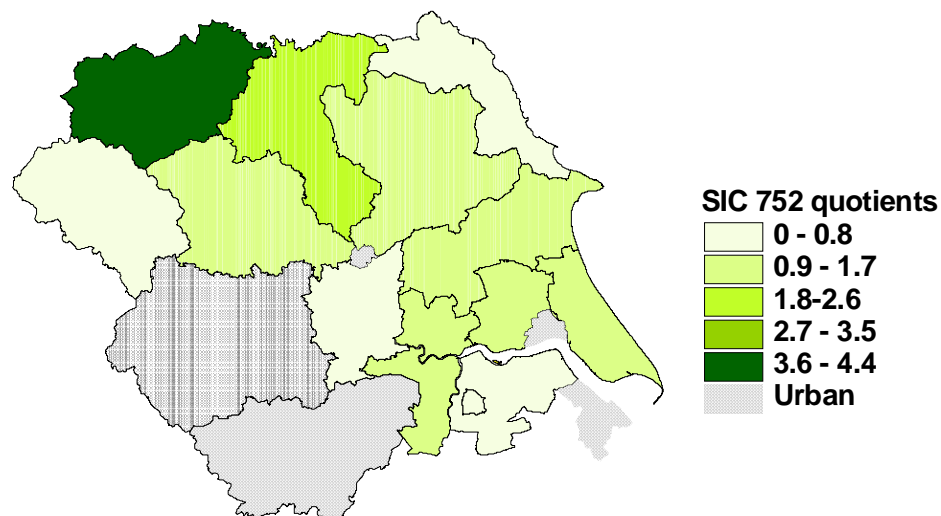 SIC 752 quotients
0 - 0.8
0.9 - 1.7
1.8-2.6
2.7 - 3.5
3.6 - 4.4
Urban